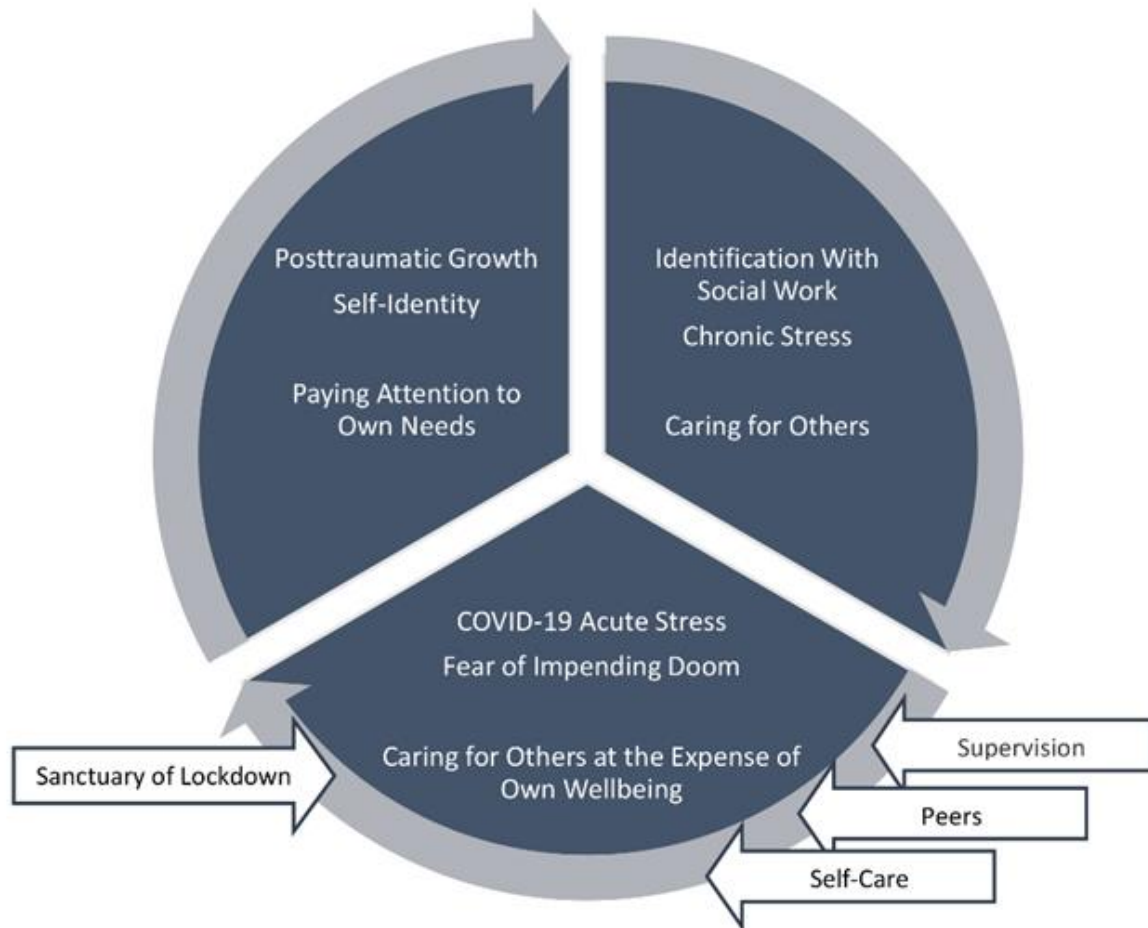 Posttraumatic Growth
Self-Identity
Paying Attention to
Own Needs
Identification With
Social Work
Chronic Stress
Caring for Others
COVID-19 Acute Stress
Fear of Impending Doom
Caring for Others at the Expense of
Own Wellbeing
Sanctuary of Lockdown
Supervision
Peers
Self-Care